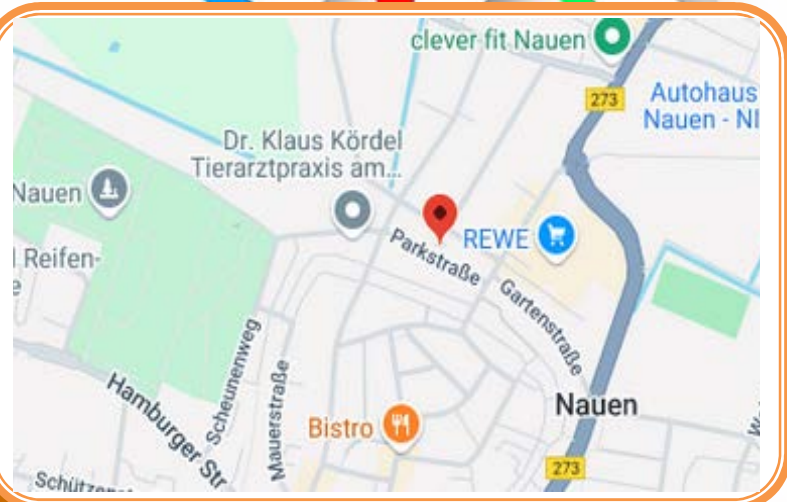 clever fit Nauen
273
Autohaus
Nauen - NI
Dr. Klaus Kördel
Tierarztpraxis am...
Nauen
REWE
Parkstraße
Reifen-
Gartenstraße
Scheunenweg
Mauerstraße
Hamburger Str
Bistro
Nauen
273